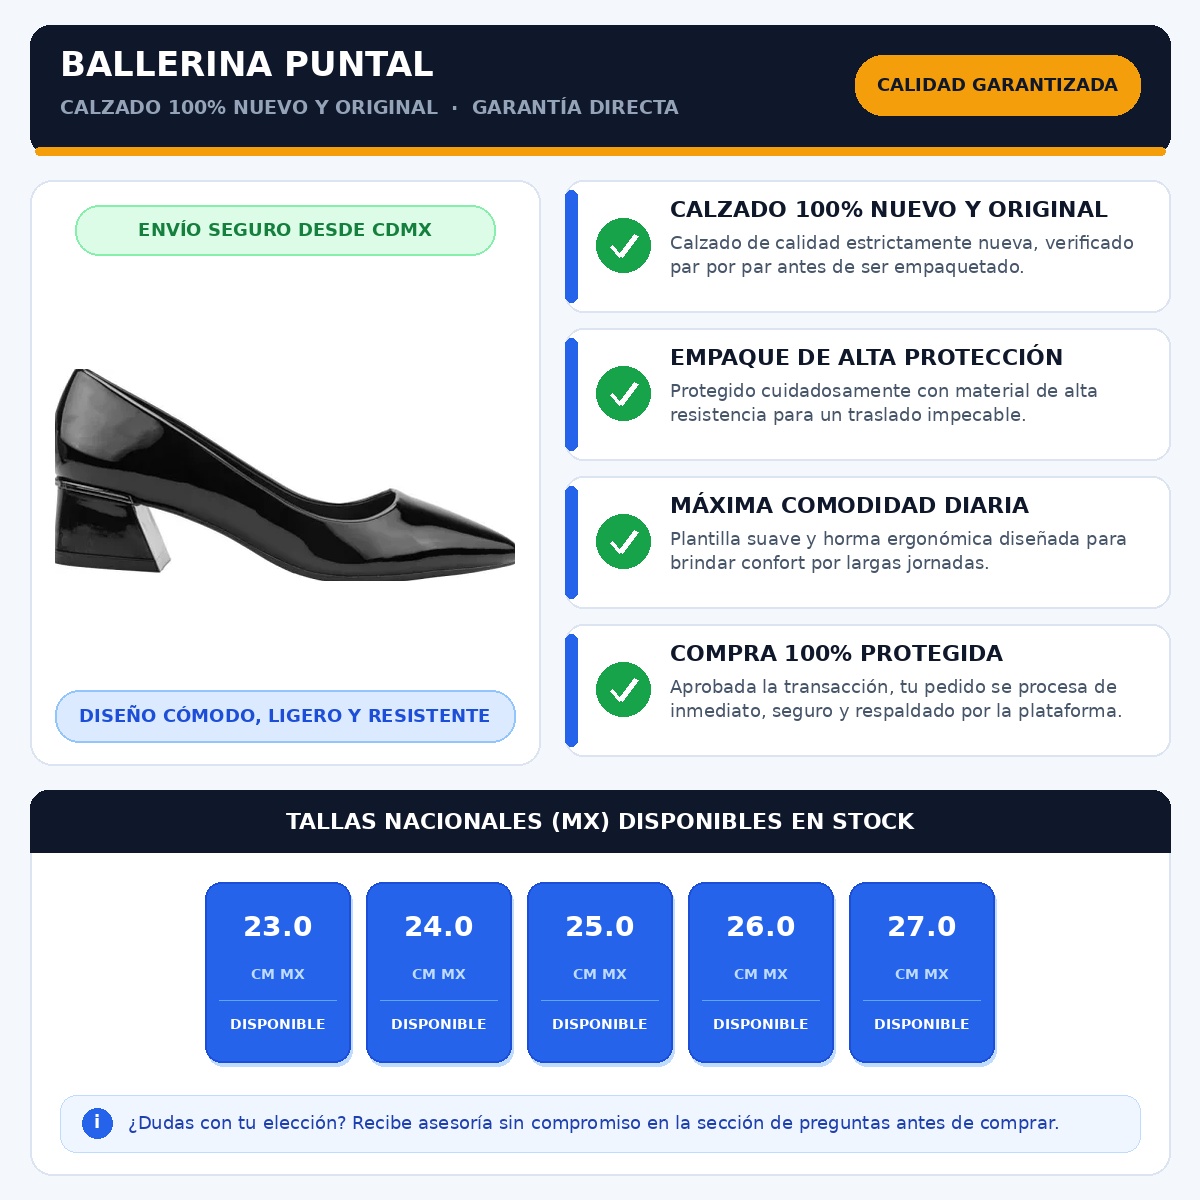 BALLERINA PUNTAL
CALZADO 100% NUEVO Y ORIGINAL · GARANTÍA DIRECTA
CALIDAD GARANTIZADA
ENVÍO SEGURO DESDE CDMX
DISEÑO CÓMODO, LIGERO Y RESISTENTE
CALZADO 100% NUEVO Y ORIGINAL
Calzado de calidad estrictamente nueva, verificado
par por par antes de ser empaquetado.
EMPAQUE DE ALTA PROTECCIÓN
Protegido cuidadosamente con material de alta
resistencia para un traslado impecable.
MÁXIMA COMODIDAD DIARIA
Plantilla suave y horma ergonómica diseñada para
brindar confort por largas jornadas.
COMPRA 100% PROTEGIDA
Aprobada la transacción, tu pedido se procesa de
inmediato, seguro y respaldado por la plataforma.
TALLAS NACIONALES (MX) DISPONIBLES EN STOCK
23.0
CM MX
DISPONIBLE
24.0
CM MX
DISPONIBLE
25.0
CM MX
DISPONIBLE
26.0
CM MX
DISPONIBLE
27.0
CM MX
DISPONIBLE
i ¿Dudas con tu elección? Recibe asesoría sin compromiso en la sección de preguntas antes de comprar.